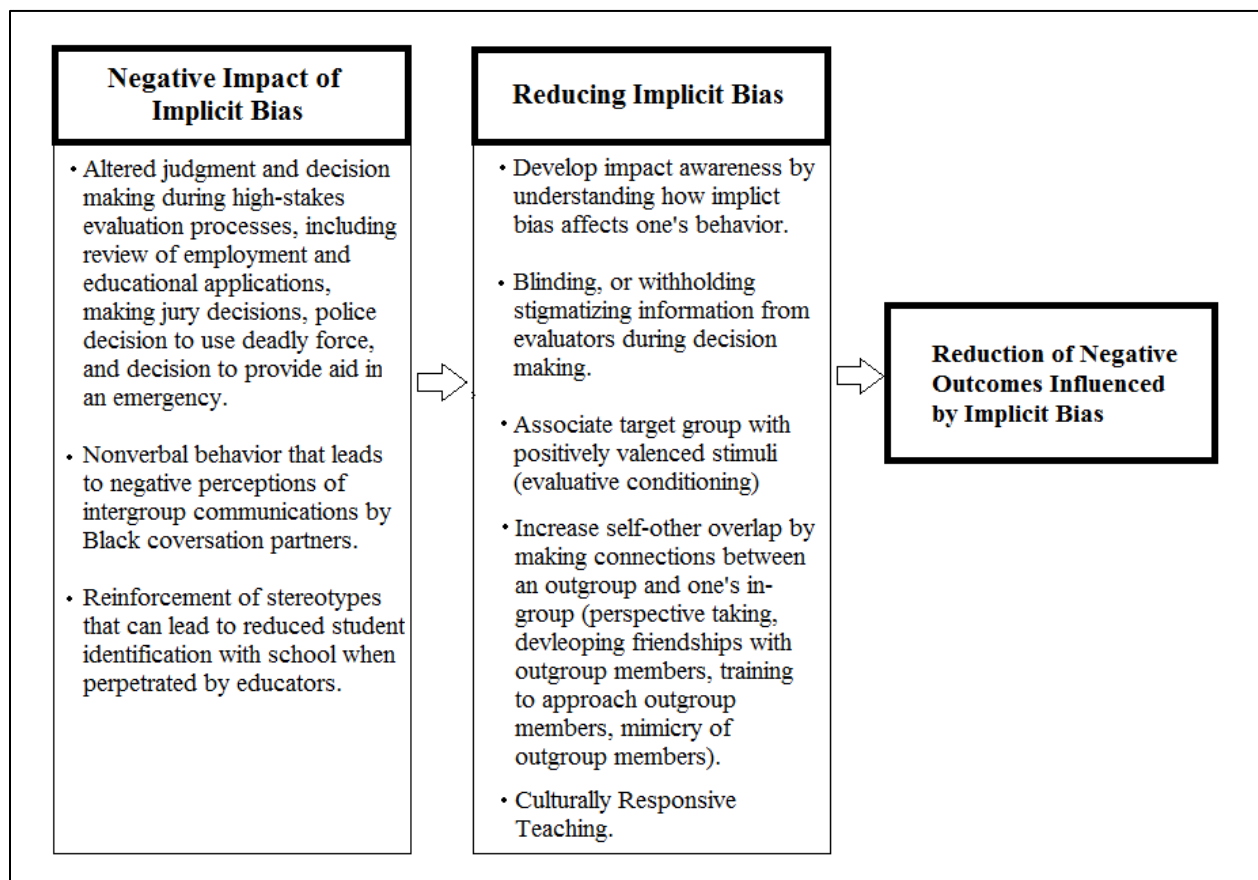 Negative Impact of
Implicit Bias
• Altered judgment and decision
making during high-stakes
evaluation processes, including
review of employment and
educational applications,
making jury decisions, police
decision to use deadly force,
and decision to provide aid in
an emergency.
• Nonverbal behavior that leads
to negative perceptions of
intergroup communications by
Black coversation partners.
• Reinforcement of stereotypes
that can lead to reduced student
identification with school when
perpetrated by educators.
Reducing Implicit Bias
• Develop impact awareness by
understanding how implict
bias affects one's behavior.
• Blinding, or withholding
stigmatizing information from
evaluators during decision
making.
• Associate target group with
positively valenced stimuli
(evaluative conditioning)
• Increase self-other overlap by
making connections between
an outgroup and one's in-
group (perspective taking,
devleoping friendships with
outgroup members, training
to approach outgroup
members, mimicry of
outgroup members).
• Culturally Responsive
Teaching.
Reduction of Negative
Outcomes Influenced
by Implicit Bias